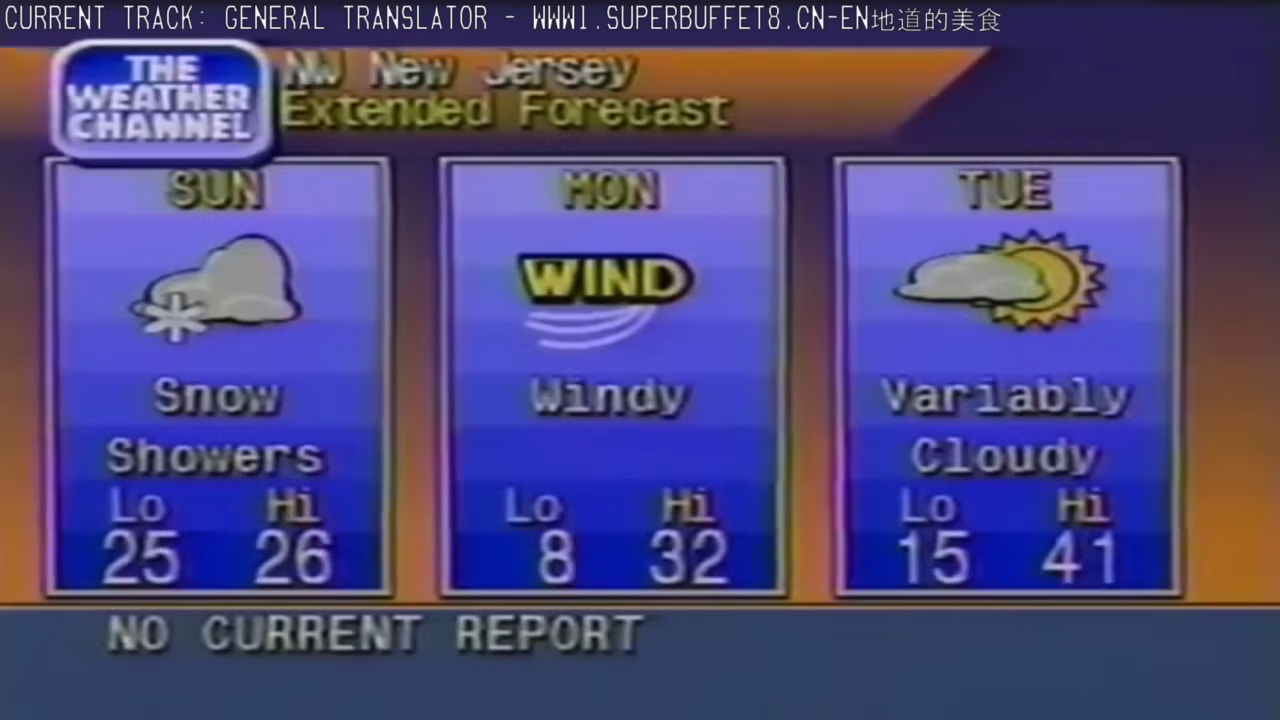 CURRENT TRACK: GENERAL TRANSLATOR - WWW1.SUPERBUFFET8.CN-EN地道的美食
THE
WEATHER
CHANNEL
NW New Jersey
Extended Forecast
SUN
MON
TUE
WIND
Snow
Showers
Windy
Variably
Cloudy
Lo Hi
Lo Hi
Lo Hi
25 26
8 32
15 41
NO CURRENT REPORT